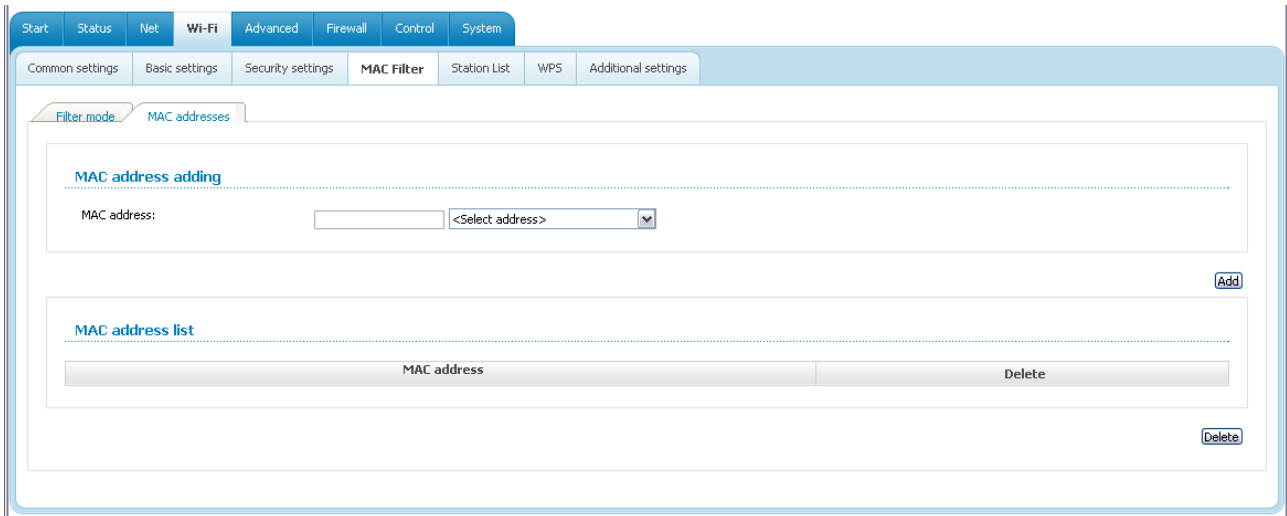 Start Status Net Wi-Fi Advanced Firewall Control System
Common settings Basic settings Security settings MAC Filter Station List WPS Additional settings
Filter mode MAC addresses
MAC address adding
MAC address: <Select address>
Add
MAC address list
MAC address Delete
Delete